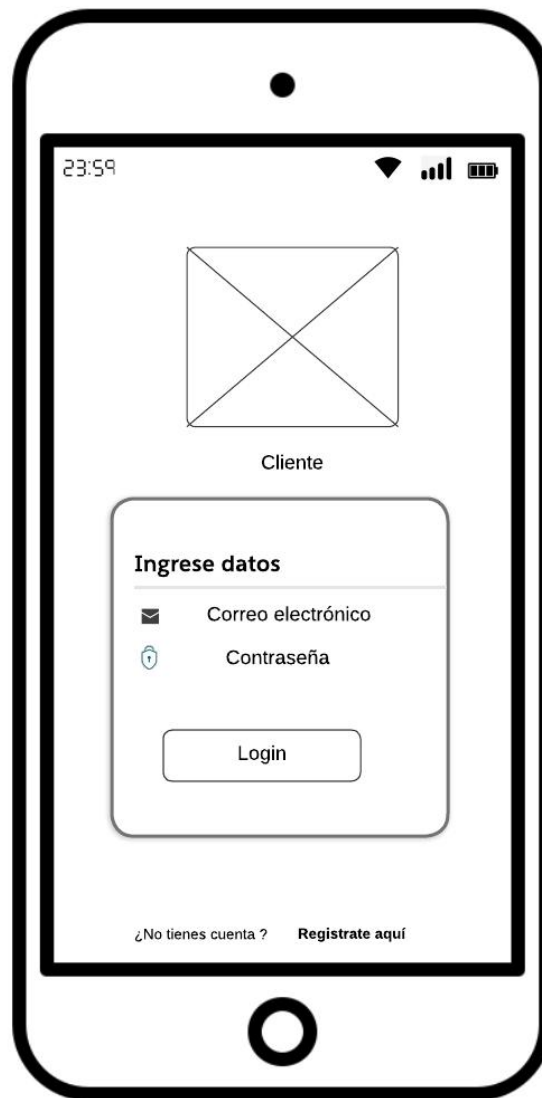 23:59
Cliente
Ingrese datos
Correo electrónico
Contraseña
Login
¿No tienes cuenta ? Registrate aquí